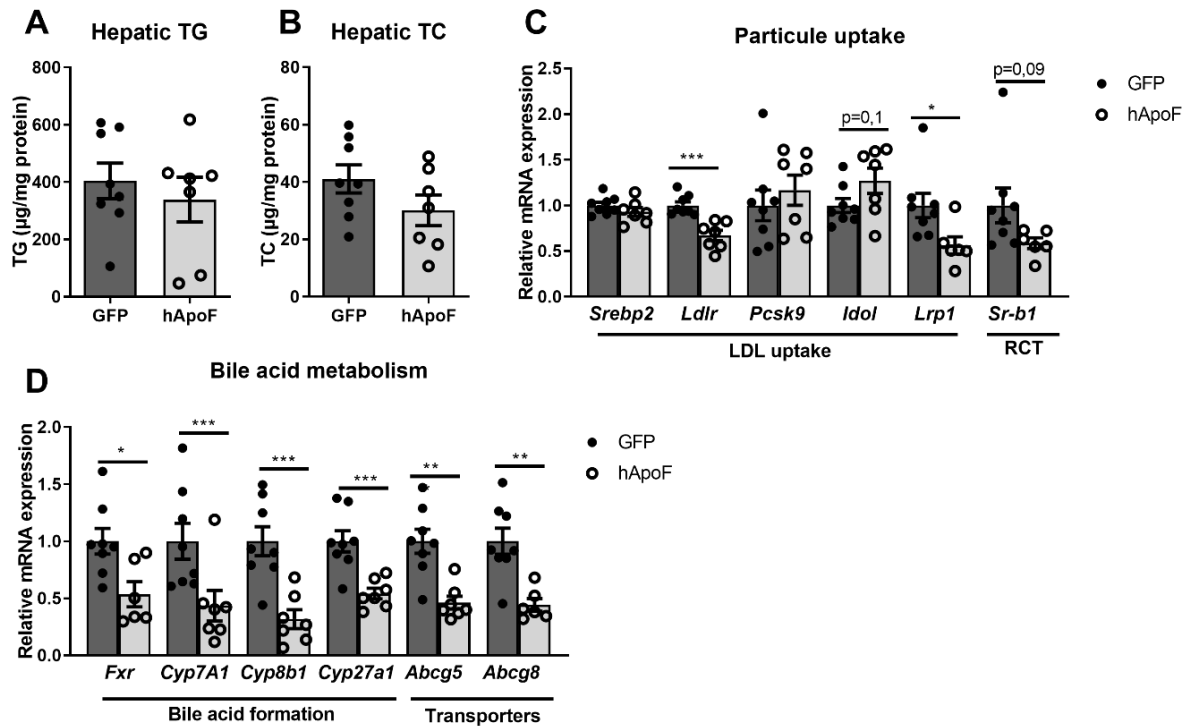 A
Hepatic TG
TG (µg/mg protein)
800
600
400
200
0
GFP
hApoF
B
Hepatic TC
TC (µg/mg protein)
80
60
40
20
0
GFP
hApoF
C
Particule uptake
Relative mRNA expression
2.5
2.0
1.5
1.0
0.5
0.0
***
p=0,1
*
p=0,09
GFP
hApoF
Srebp2 Ldlr Pcsk9 Idol Lrp1 Sr-b1
LDL uptake RCT
D
Bile acid metabolism
Relative mRNA expression
2.0
1.5
1.0
0.5
0.0
* *** *** *** ** **
GFP
hApoF
Fxr Cyp7A1 Cyp8b1 Cyp27a1 Abcg5 Abcg8
Bile acid formation Transporters